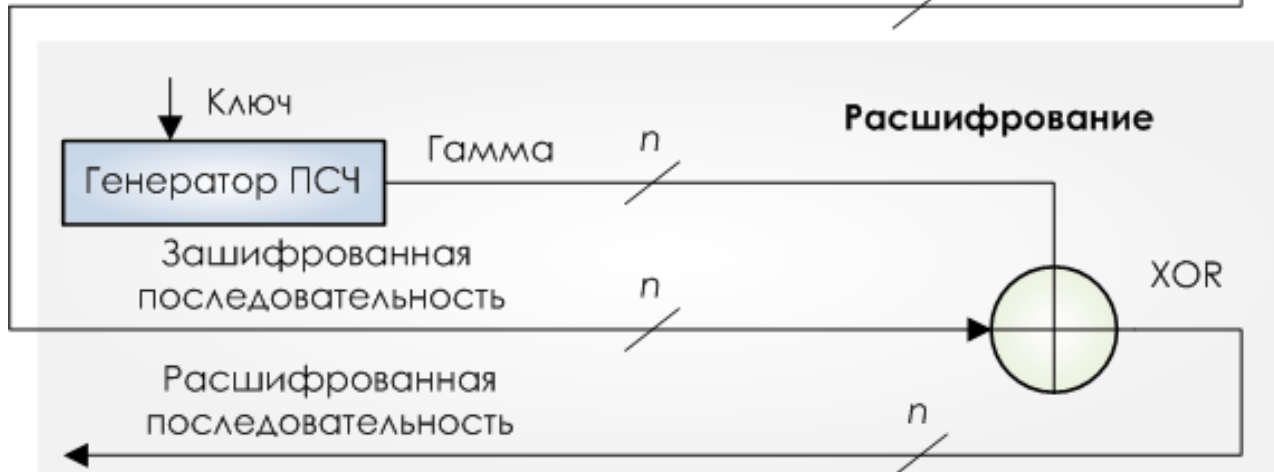 Ключ
Расшифрование
Гамма
n
Генератор ПСЧ
Зашифрованная
последовательность
n
XOR
Расшифрованная
последовательность
n